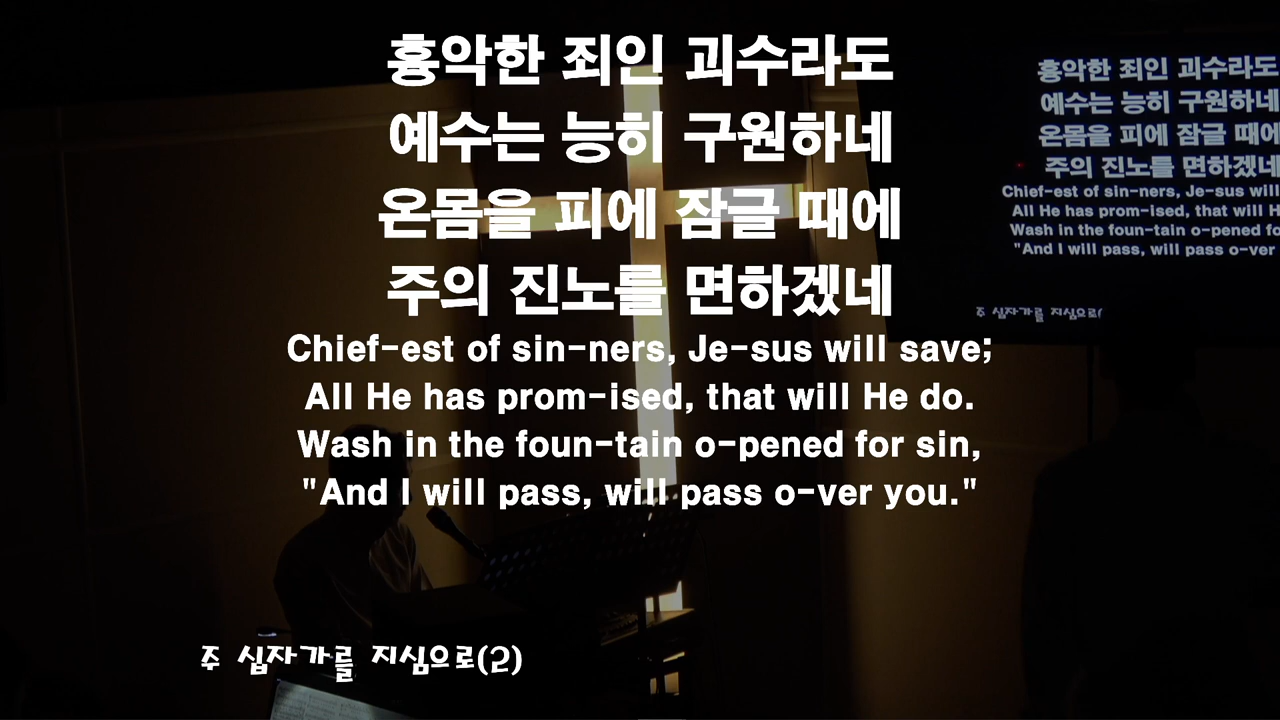 흉악한 죄인 괴수라도
예수는 능히 구원하네
온몸을 피에 잠글 때에
주의 진노를 면하겠네
Chief-est of sin-ners, Je-sus will save;
All He has prom-ised, that will He do.
Wash in the foun-tain o-pened for sin,
"And I will pass, will pass o-ver you."
주 십자가를 지심으로(2)
흉악한 죄인 괴수라도
예수는 능히 구원하네
온몸을 피에 잠글 때에
주의 진노를 면하겠네
Chief-est of sin-ners, Je-sus will
All He has prom-ised, that will H
Wash in the foun-tain o-pened fo
"And I will pass, will pass o-ver
주 십자가를 지심으로(